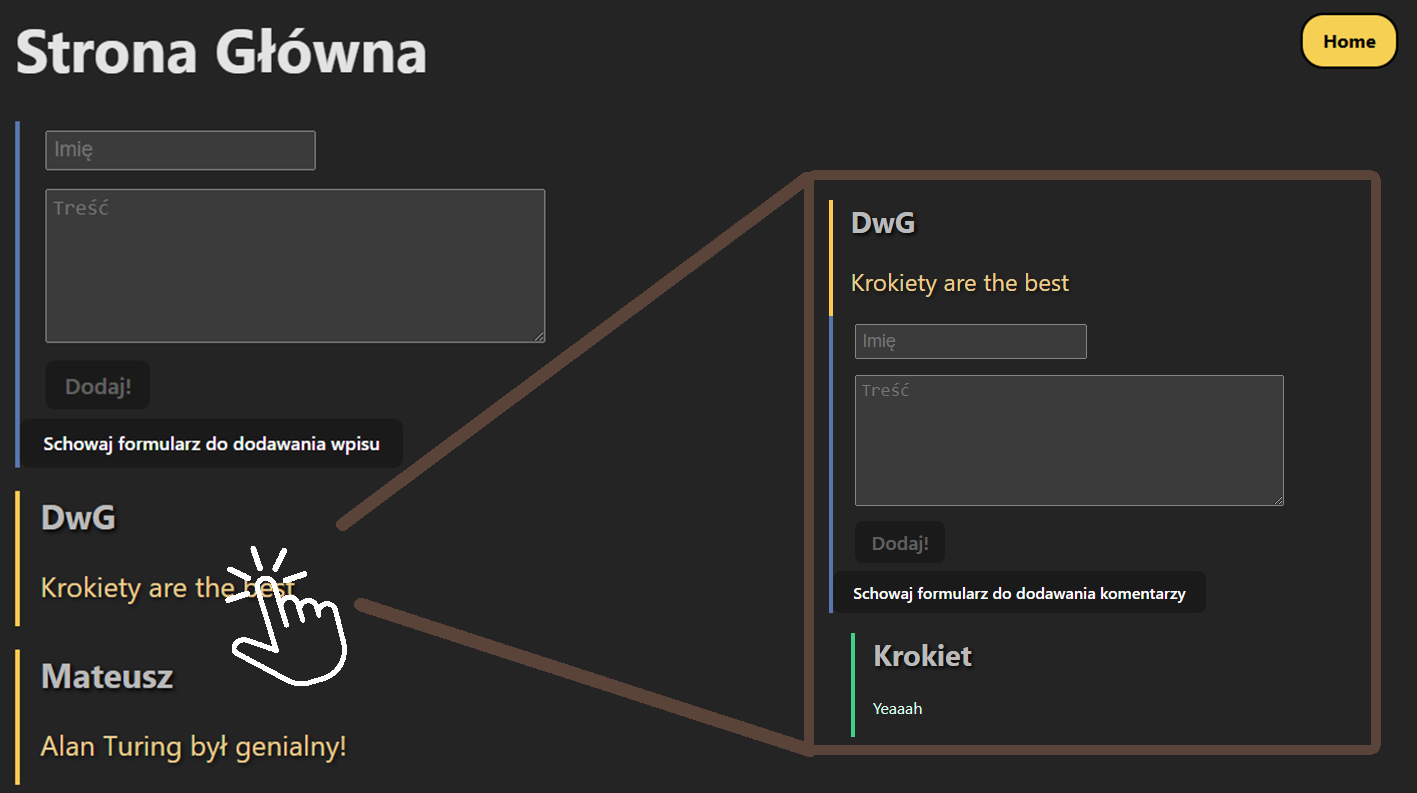 Strona Główna
Home
Imię
Treść
Dodaj!
Schowaj formularz do dodawania wpisu
DwG
Krokiety are the best
Mateusz
Alan Turing był genialny!
DwG
Krokiety are the best
Imię
Treść
Dodaj!
Schowaj formularz do dodawania komentarzy
Krokiet
Yeaaah